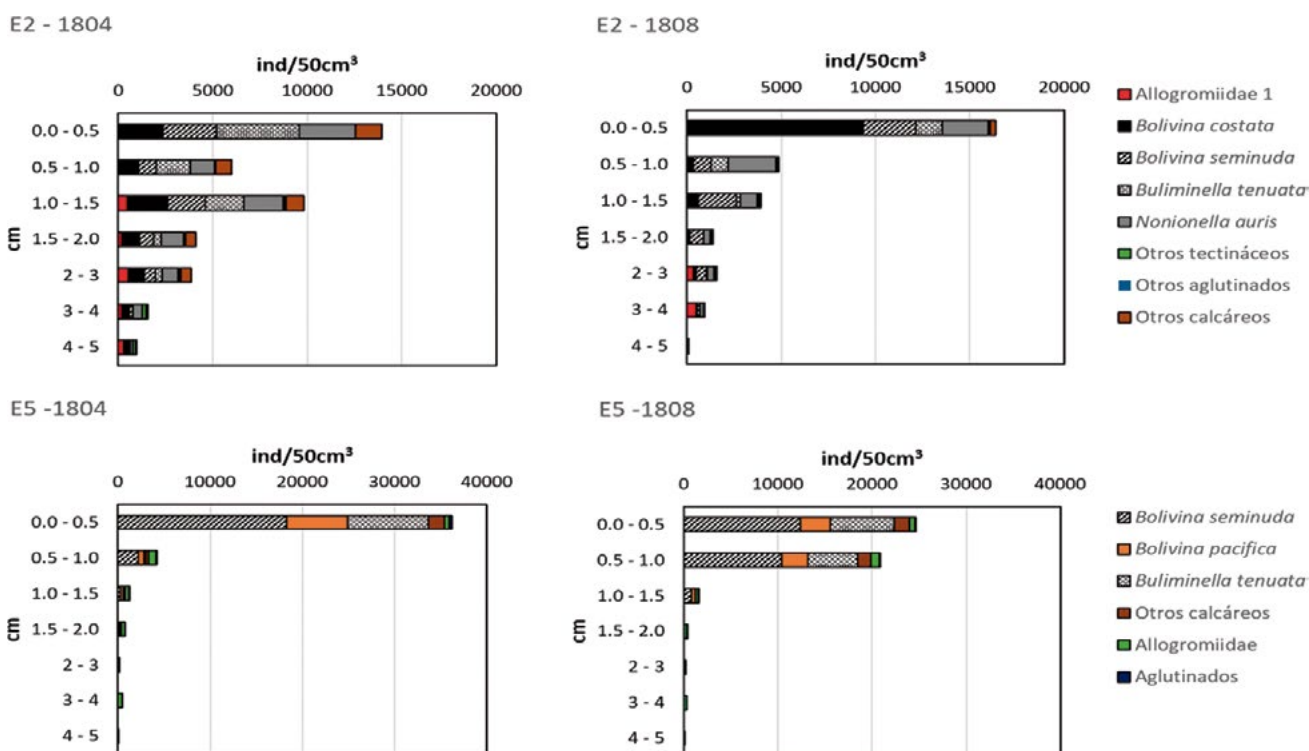 E2 - 1804
ind/50cm³
0 5000 10000 15000 20000
0.0 - 0.5
0.5 - 1.0
1.0 - 1.5
1.5 - 2.0
2 - 3
3 - 4
4 - 5
cm
E2 - 1808
ind/50cm³
0 5000 10000 15000 20000
0.0 - 0.5
0.5 - 1.0
1.0 - 1.5
1.5 - 2.0
2 - 3
3 - 4
4 - 5
cm
Allogromiidae 1
Bolivina costata
Bolivina seminuda
Buliminella tenuata
Nonionella auris
Otros tectináceos
Otros aglutinados
Otros calcáreos
E5 -1804
ind/50cm³
0 10000 20000 30000 40000
0.0 - 0.5
0.5 - 1.0
1.0 - 1.5
1.5 - 2.0
2 - 3
3 - 4
4 - 5
cm
E5 -1808
ind/50cm³
0 10000 20000 30000 40000
0.0 - 0.5
0.5 - 1.0
1.0 - 1.5
1.5 - 2.0
2 - 3
3 - 4
4 - 5
cm
Bolivina seminuda
Bolivina pacifica
Buliminella tenuata
Otros calcáreos
Allogromiidae
Aglutinados